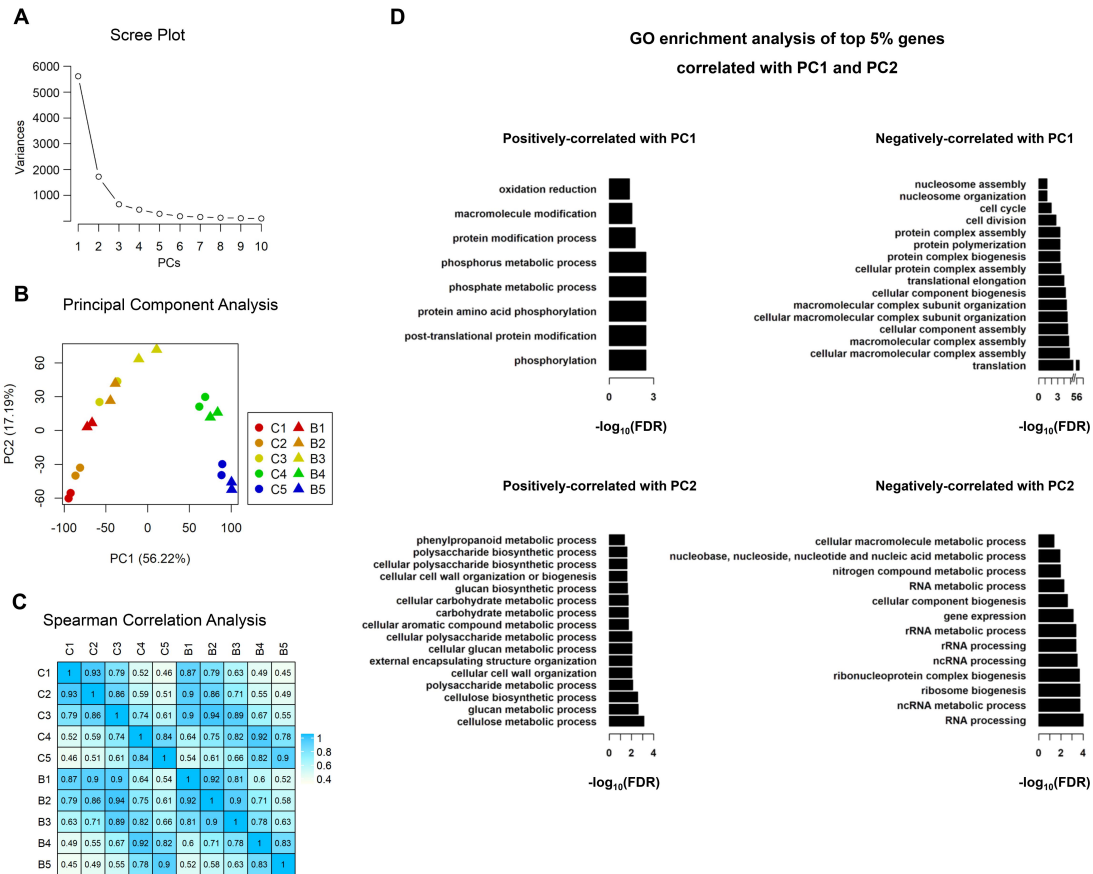 A
Scree Plot
6000
5000
4000
3000
2000
1000
Variances
1 2 3 4 5 6 7 8 9 10
PCs
B
Principal Component Analysis
60
30
0
-30
-60
PC2 (17.19%)
-100 -50 0 50 100
PC1 (56.22%)
C1 B1
C2 B2
C3 B3
C4 B4
C5 B5
C
Spearman Correlation Analysis
C1 C2 C3 C4 C5 B1 B2 B3 B4 B5
C1 1 0.93 0.79 0.52 0.46 0.87 0.79 0.63 0.49 0.45
C2 0.93 1 0.86 0.59 0.51 0.9 0.86 0.71 0.55 0.49
C3 0.79 0.86 1 0.74 0.61 0.9 0.94 0.89 0.67 0.55
C4 0.52 0.59 0.74 1 0.84 0.64 0.75 0.82 0.92 0.78
C5 0.46 0.51 0.61 0.84 1 0.54 0.61 0.66 0.82 0.9
B1 0.87 0.9 0.9 0.64 0.54 1 0.92 0.81 0.6 0.52
B2 0.79 0.86 0.94 0.75 0.61 0.92 1 0.9 0.71 0.58
B3 0.63 0.71 0.89 0.82 0.66 0.81 0.9 1 0.78 0.63
B4 0.49 0.55 0.67 0.92 0.82 0.6 0.71 0.78 1 0.83
B5 0.45 0.49 0.55 0.78 0.9 0.52 0.58 0.63 0.83 1
1
0.8
0.6
0.4
D
GO enrichment analysis of top 5% genes
correlated with PC1 and PC2
Positively-correlated with PC1
oxidation reduction
macromolecule modification
protein modification process
phosphorus metabolic process
phosphate metabolic process
protein amino acid phosphorylation
post-translational protein modification
phosphorylation
0 3
-log10(FDR)
Negatively-correlated with PC1
nucleosome assembly
nucleosome organization
cell cycle
cell division
protein complex assembly
protein polymerization
protein complex biogenesis
cellular protein complex assembly
translational elongation
cellular component biogenesis
macromolecular complex subunit organization
cellular macromolecular complex subunit organization
cellular component assembly
macromolecular complex assembly
cellular macromolecular complex assembly
translation
0 3 56
-log10(FDR)
Positively-correlated with PC2
phenylpropanoid metabolic process
polysaccharide biosynthetic process
cellular polysaccharide biosynthetic process
cellular cell wall organization or biogenesis
glucan biosynthetic process
cellular carbohydrate metabolic process
carbohydrate metabolic process
cellular aromatic compound metabolic process
cellular polysaccharide metabolic process
cellular glucan metabolic process
external encapsulating structure organization
cellular cell wall organization
polysaccharide metabolic process
cellulose biosynthetic process
glucan metabolic process
cellulose metabolic process
0 2 4
-log10(FDR)
Negatively-correlated with PC2
cellular macromolecule metabolic process
nucleobase, nucleoside, nucleotide and nucleic acid metabolic process
nitrogen compound metabolic process
RNA metabolic process
cellular component biogenesis
gene expression
rRNA metabolic process
rRNA processing
ncRNA processing
ribonucleoprotein complex biogenesis
ribosome biogenesis
ncRNA metabolic process
RNA processing
0 2 4
-log10(FDR)